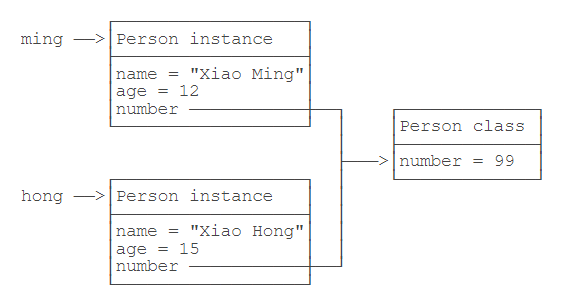 ming
Person instance
name = "Xiao Ming"
age = 12
number
Person class
number = 99
hong
Person instance
name = "Xiao Hong"
age = 15
number